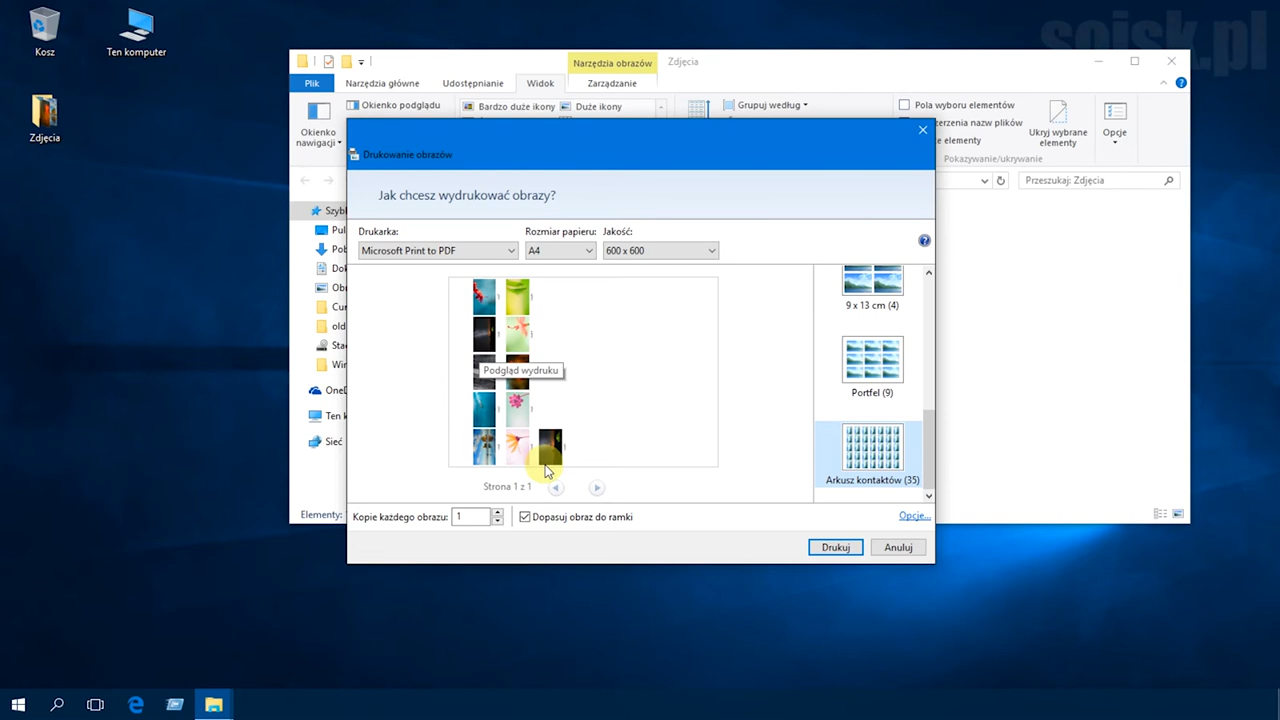 soisk.pl
Kosz
Ten komputer
Zdjęcia
Narzędzia obrazów
Zdjęcia
Plik
Narzędzia główne
Udostępnianie
Widok
Zarządzanie
Okienko nawigacji
Okienko podglądu
Bardzo duże ikony
Duże ikony
Grupuj według
Pola wyboru elementów
zerzenia nazw plików
e elementy
Ukryj wybrane elementy
Opcje
Pokazywanie/ukrywanie
Przeszukaj: Zdjęcia
Szyb
Pul
Pob
Dok
Obr
Cur
old
Sta
Win
OneD
Ten k
Sieć
Elementy:
Drukowanie obrazów
Jak chcesz wydrukować obrazy?
Drukarka:
Rozmiar papieru:
Jakość:
Microsoft Print to PDF
A4
600 x 600
Podgląd wydruku
Strona 1 z 1
9 x 13 cm (4)
Portfel (9)
Arkusz kontaktów (35)
Kopie każdego obrazu:
1
Dopasuj obraz do ramki
Opcje...
Drukuj
Anuluj